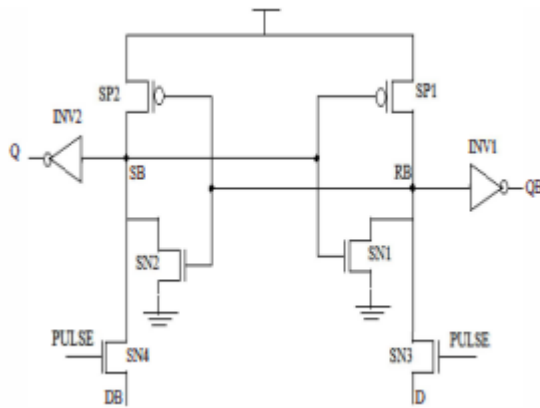 SP2
SP1
INV2
INV1
Q
SB
RB
QB
SN2
SN1
PULSE
SN4
SN3
PULSE
DB
D